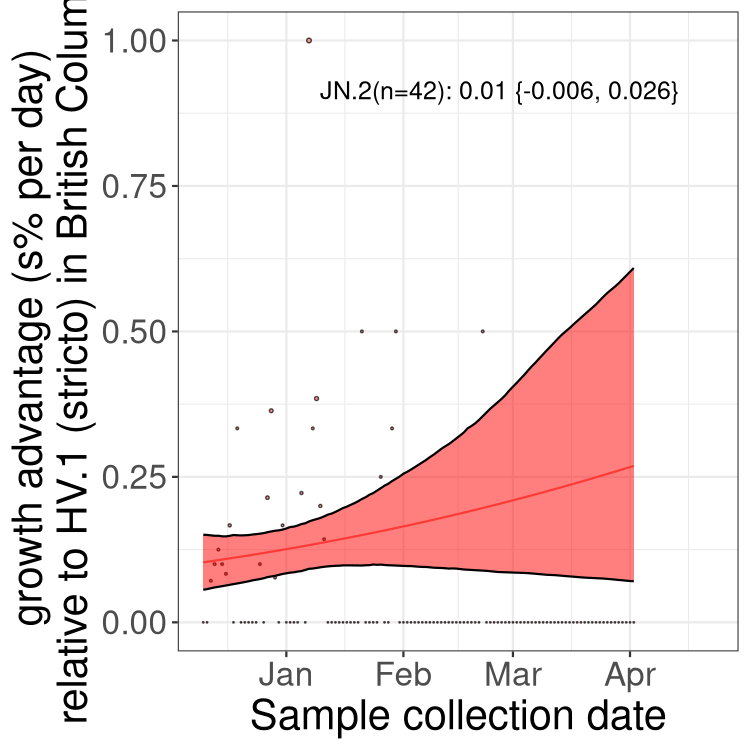 growth advantage (s% per day)
relative to HV.1 (stricto) in British Colum
1.00
0.75
0.50
0.25
0.00
JN.2(n=42): 0.01 {-0.006, 0.026}
Jan Feb Mar Apr
Sample collection date